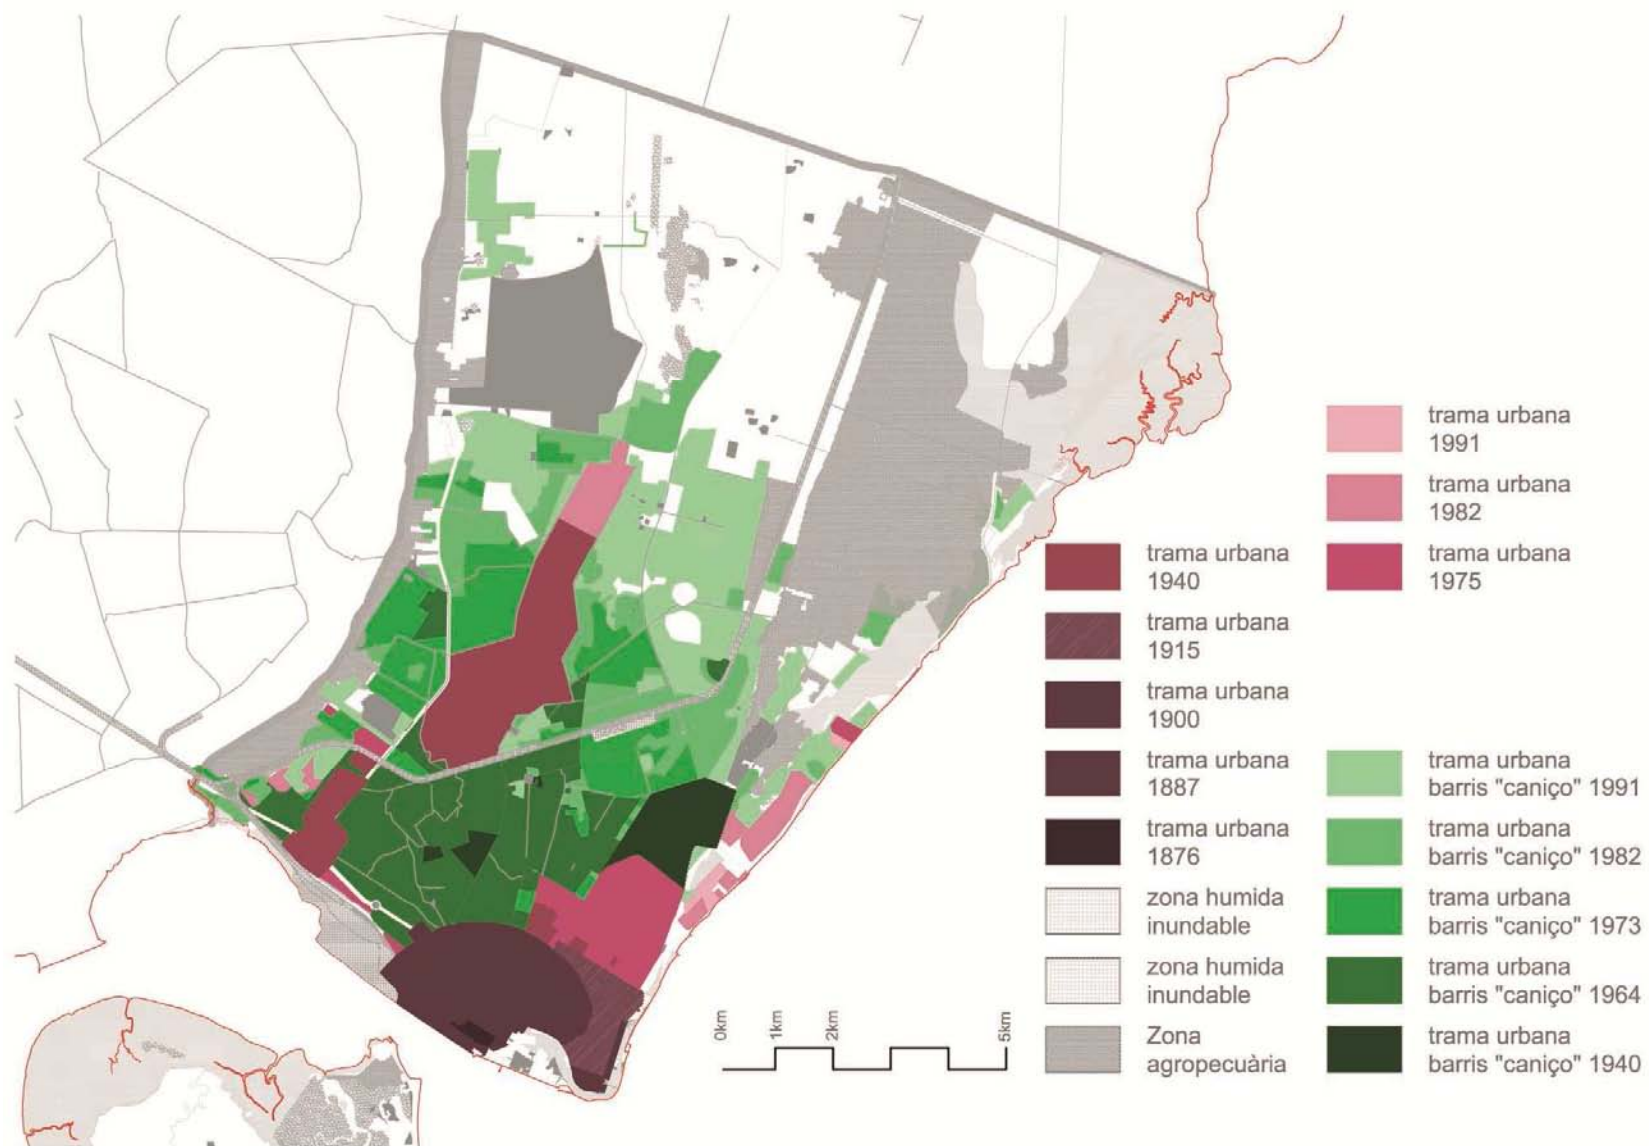 trama urbana
1991
trama urbana
1982
trama urbana
1940
trama urbana
1975
trama urbana
1915
trama urbana
1900
trama urbana
1887
trama urbana
barris "caniço" 1991
trama urbana
1876
trama urbana
barris "caniço" 1982
zona humida
inundable
trama urbana
barris "caniço" 1973
zona humida
inundable
trama urbana
barris "caniço" 1964
Zona
agropecuària
trama urbana
barris "caniço" 1940
0km
1km
2km
5km